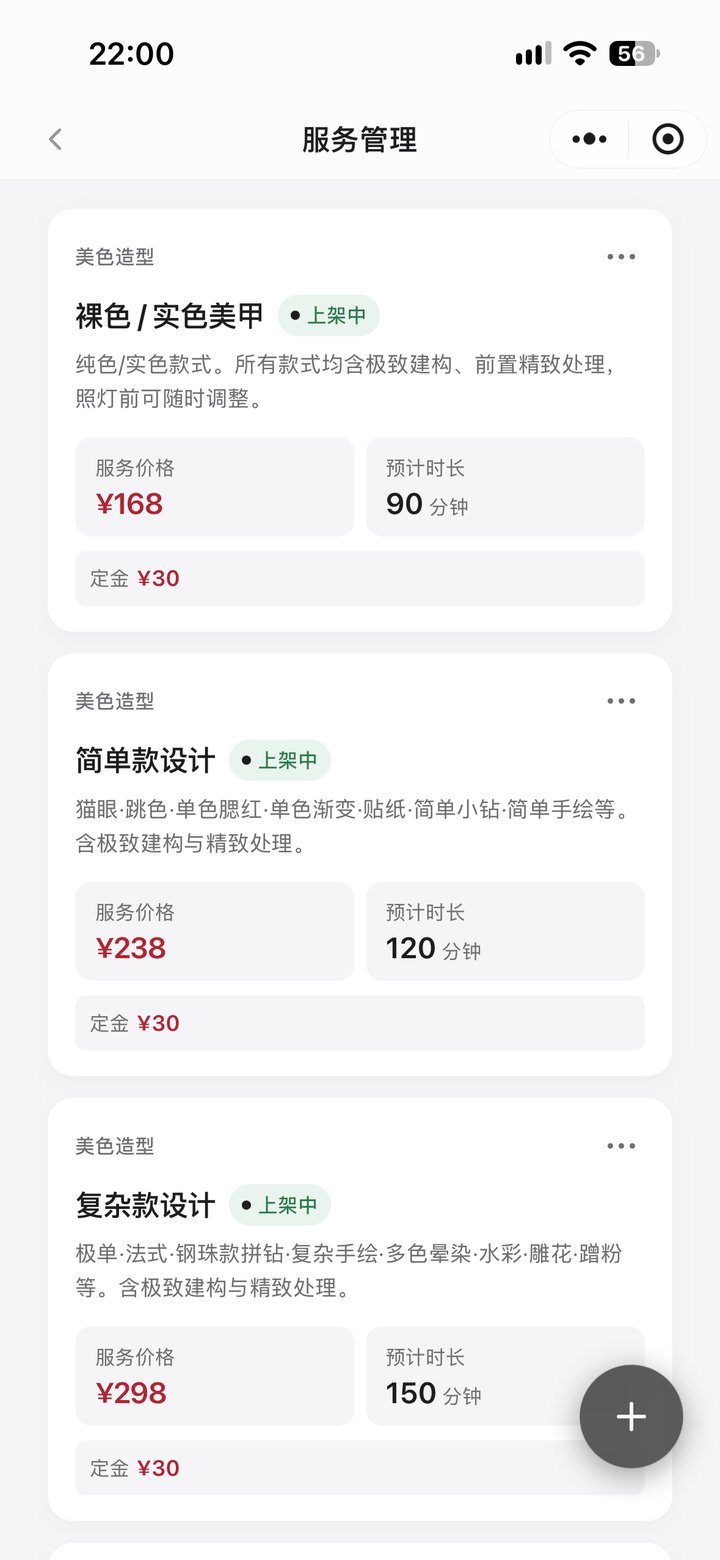 22:00
56
服务管理
美色造型
裸色 / 实色美甲
上架中
纯色/实色款式。所有款式均含极致建构、前置精致处理，
照灯前可随时调整。
服务价格
预计时长
¥168
90 分钟
定金 ¥30
美色造型
简单款设计
上架中
猫眼·跳色·单色腮红·单色渐变·贴纸·简单小钻·简单手绘等。
含极致建构与精致处理。
服务价格
预计时长
¥238
120 分钟
定金 ¥30
美色造型
复杂款设计
上架中
极单·法式·钢珠款拼钻·复杂手绘·多色晕染·水彩·雕花·蹭粉
等。含极致建构与精致处理。
服务价格
预计时长
¥298
150 分钟
定金 ¥30